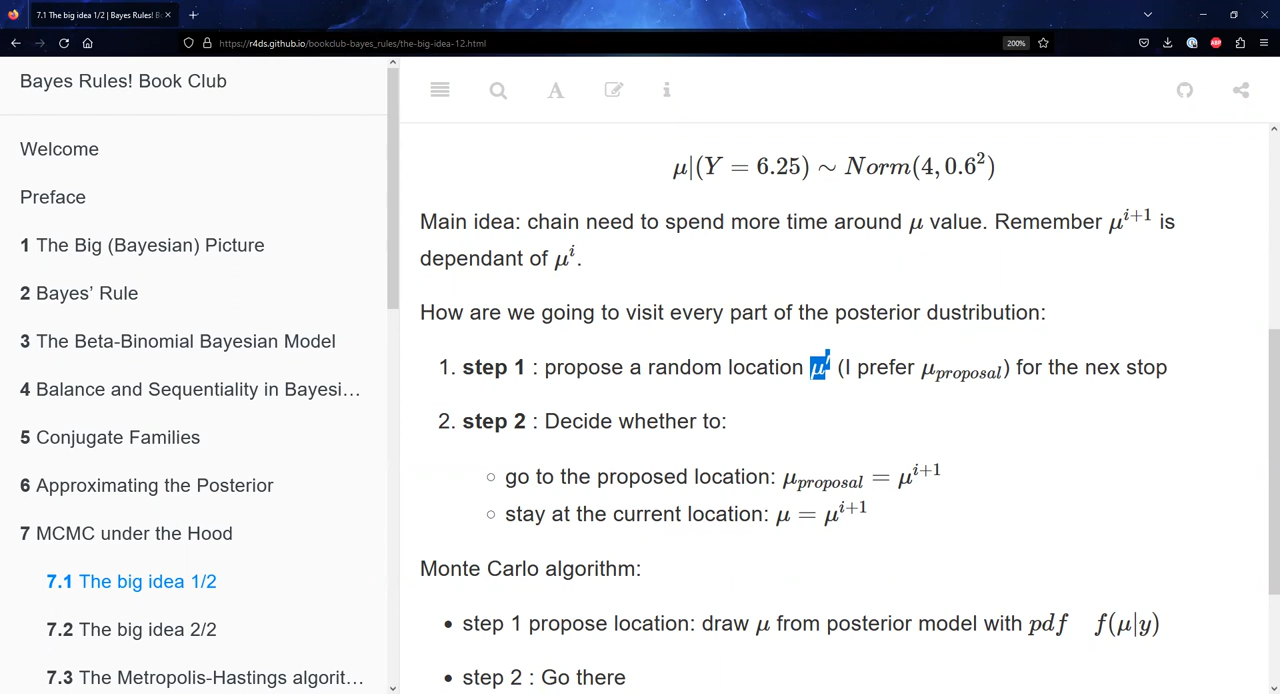 7.1 The big idea 1/2 | Bayes Rules! B
https://r4ds.github.io/bookclub-bayes_rules/the-big-idea-12.html
200%
ABP
Bayes Rules! Book Club
Welcome
Preface
1 The Big (Bayesian) Picture
2 Bayes’ Rule
3 The Beta-Binomial Bayesian Model
4 Balance and Sequentiality in Bayesi…
5 Conjugate Families
6 Approximating the Posterior
7 MCMC under the Hood
7.1 The big idea 1/2
7.2 The big idea 2/2
7.3 The Metropolis-Hastings algorit…
μ|(Y = 6.25) ∼ Norm(4, 0.6²)
Main idea: chain need to spend more time around μ value. Remember μ^{i+1} is
dependant of μ^i.
How are we going to visit every part of the posterior dustribution:
1. step 1 : propose a random location μ′ (I prefer μ_{proposal}) for the nex stop
2. step 2 : Decide whether to:
○ go to the proposed location: μ_{proposal} = μ^{i+1}
○ stay at the current location: μ = μ^{i+1}
Monte Carlo algorithm:
• step 1 propose location: draw μ from posterior model with pdf f(μ|y)
• step 2 : Go there